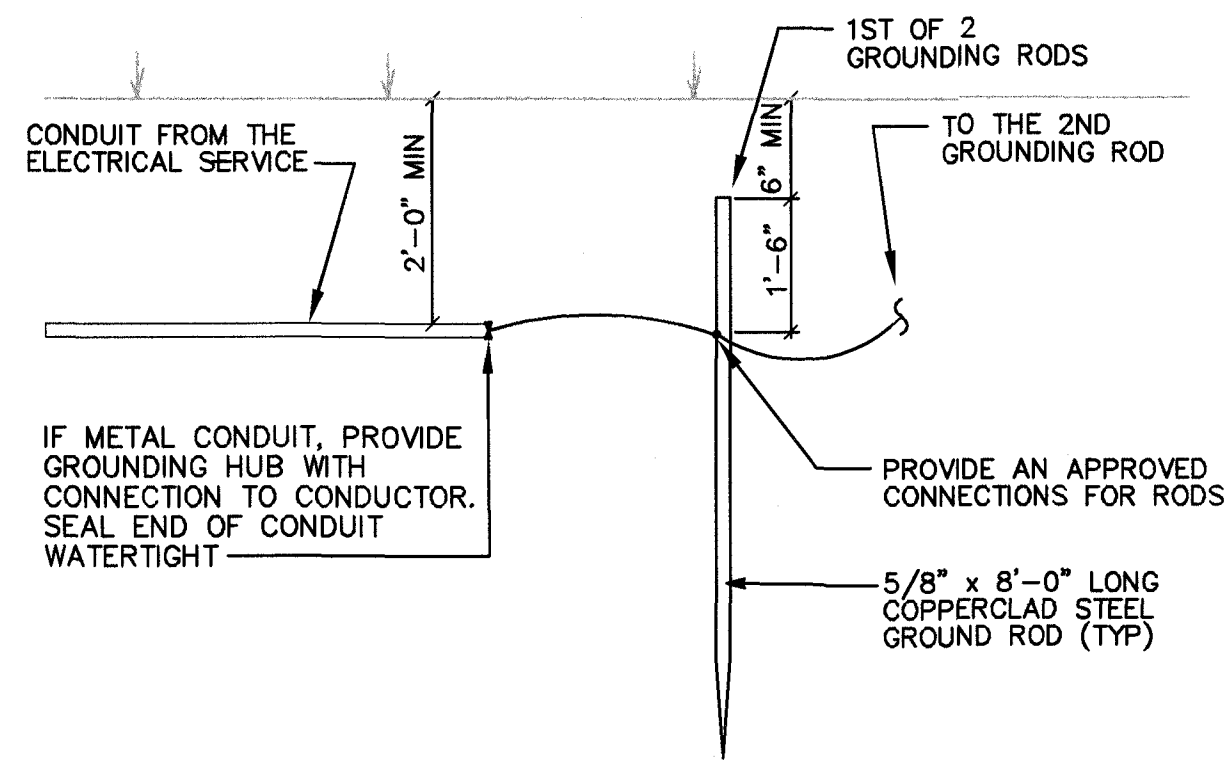 1ST OF 2
GROUNDING RODS
CONDUIT FROM THE
ELECTRICAL SERVICE
2'-0" MIN
6" MIN
1'-6"
TO THE 2ND
GROUNDING ROD
IF METAL CONDUIT, PROVIDE
GROUNDING HUB WITH
CONNECTION TO CONDUCTOR.
SEAL END OF CONDUIT
WATERTIGHT
PROVIDE AN APPROVED
CONNECTIONS FOR RODS
5/8" x 8'-0" LONG
COPPERCLAD STEEL
GROUND ROD (TYP)